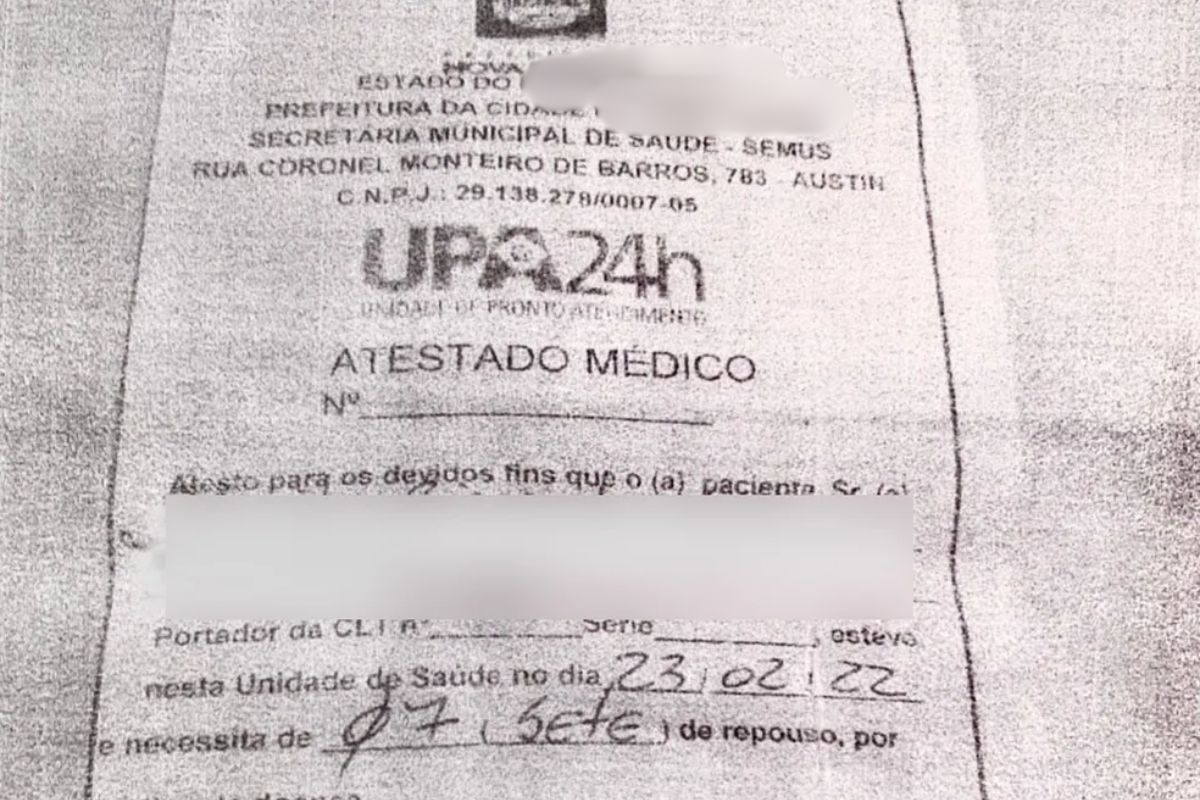 NOVA
ESTADO DO
PREFEITURA DA CIDADE
SECRETARIA MUNICIPAL DE SAUDE - SEMUS
RUA CORONEL MONTEIRO DE BARROS, 783 - AUSTIN
C.N.P.J.: 29.138.278/0007-05
UPA24h
UNIDADE DE PRONTO ATENDIMENTO
ATESTADO MÉDICO
Nº
Atesto para os devidos fins que o (a) paciente Sr. (a)
Portador da CLT nº Série , esteve
nesta Unidade de Saúde no dia 23/02/22
e necessita de 07 (Sete) de repouso, por